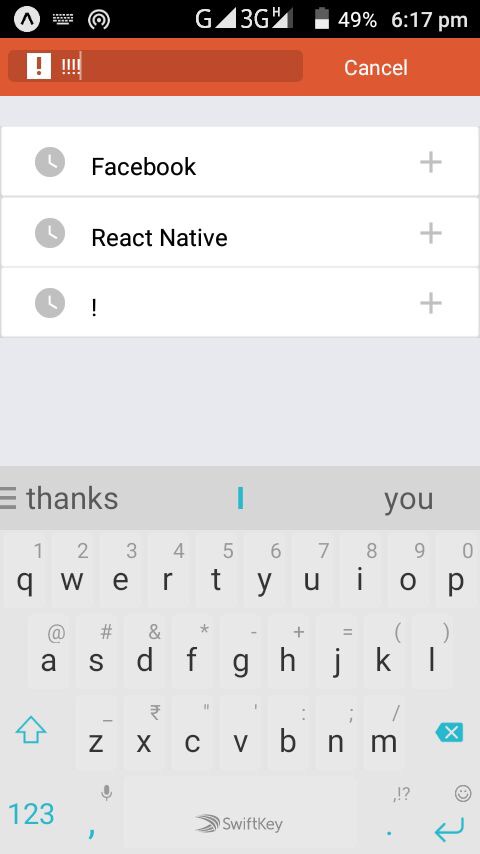 G 3G H 49% 6:17 pm
! !!!! Cancel
Facebook +
React Native +
! +
thanks I you
1 2 3 4 5 6 7 8 9 0
q w e r t y u i o p
@ # & * - + = ( )
a s d f g h j k l
_ ₹ " ' : ; /
z x c v b n m
,!?
123 , SwiftKey .